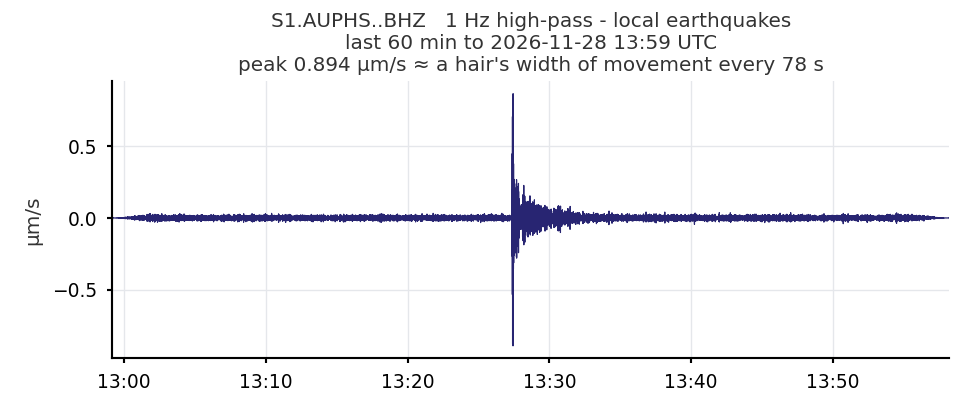 S1.AUPHS..BHZ   1 Hz high-pass - local earthquakes
last 60 min to 2026-11-28 13:59 UTC
peak 0.894 µm/s ≈ a hair's width of movement every 78 s
µm/s
0.5
0.0
−0.5
13:00 13:10 13:20 13:30 13:40 13:50